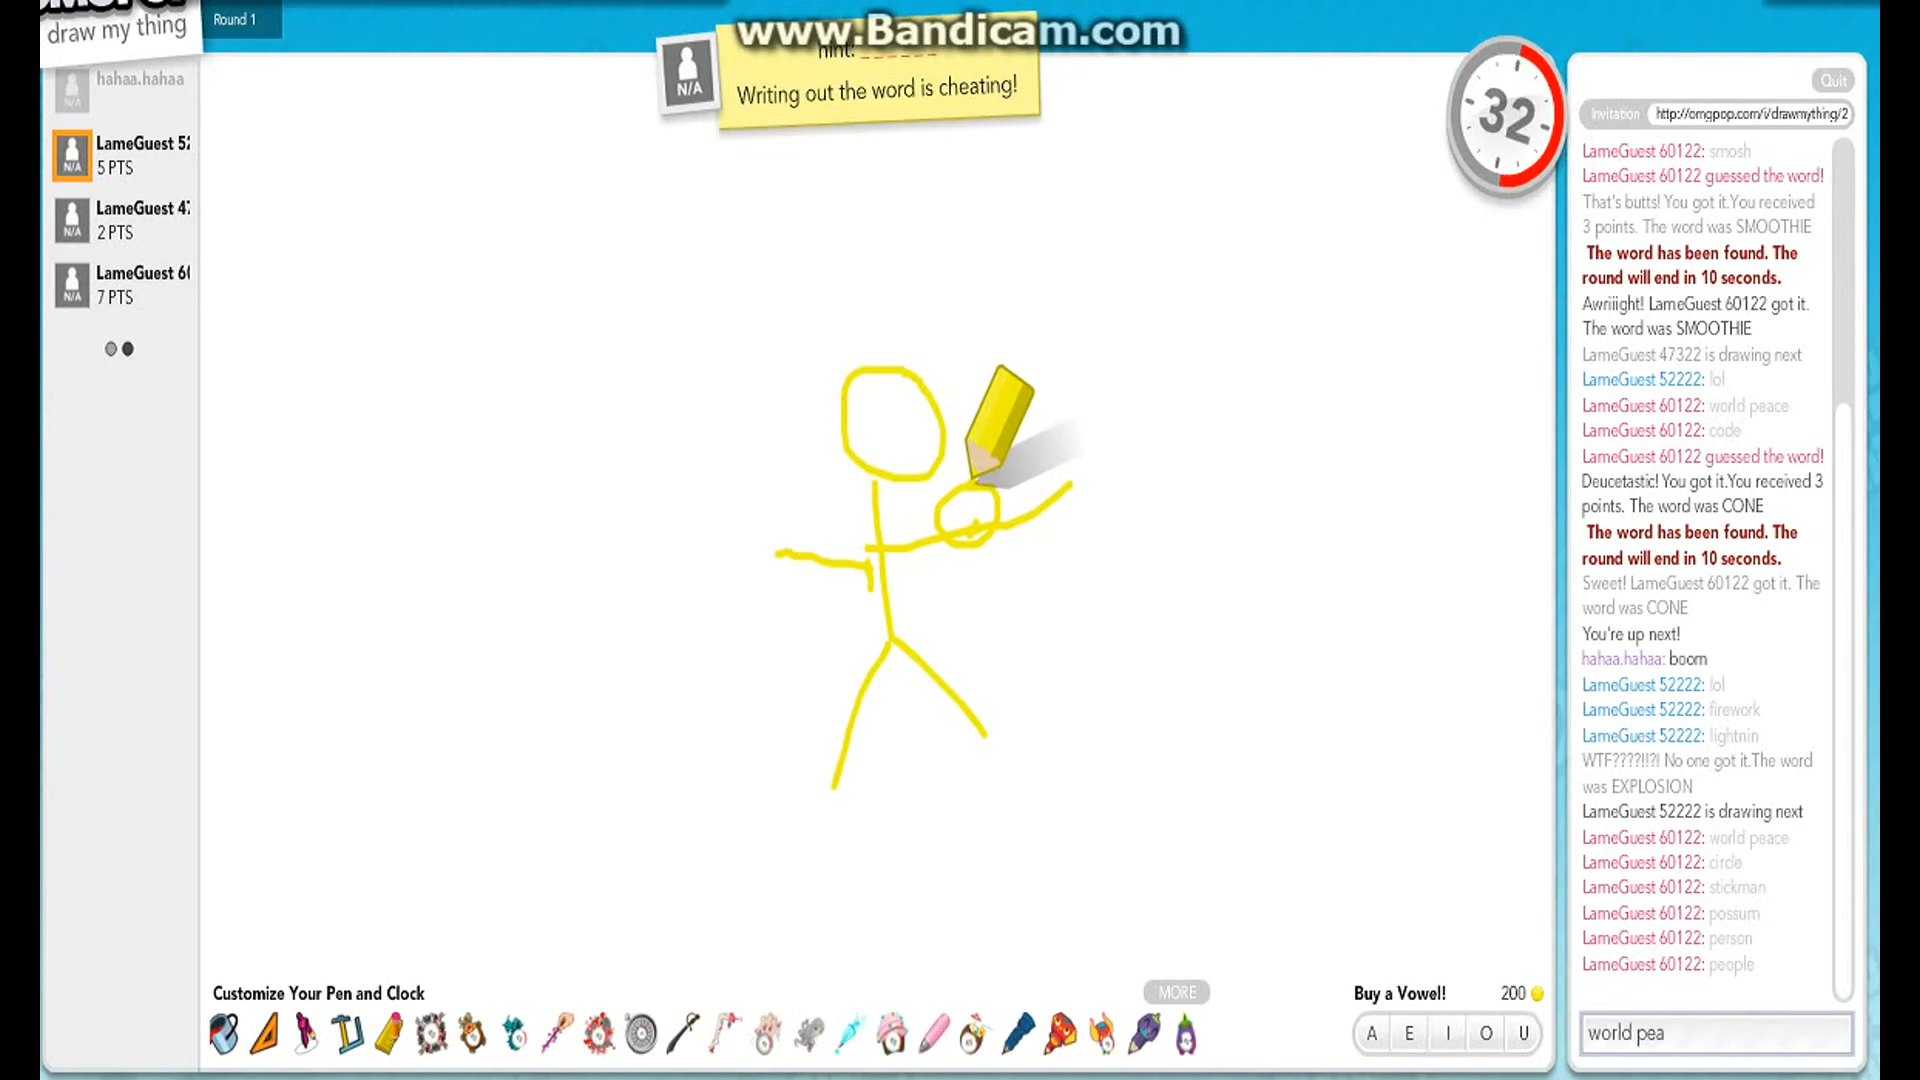 draw my thing
Round 1
www.Bandicam.com
hint: _ _ _ _ _ _
Writing out the word is cheating!
N/A
32
Quit
Invitation http://omgpop.com/i/drawmything/2
hahaa.hahaa
N/A
LameGuest 52
5 PTS
N/A
LameGuest 47
2 PTS
N/A
LameGuest 60
7 PTS
N/A
LameGuest 60122: smosh
LameGuest 60122 guessed the word!
That's butts! You got it.You received
3 points. The word was SMOOTHIE
The word has been found. The
round will end in 10 seconds.
Awriiight! LameGuest 60122 got it.
The word was SMOOTHIE
LameGuest 47322 is drawing next
LameGuest 52222: lol
LameGuest 60122: world peace
LameGuest 60122: code
LameGuest 60122 guessed the word!
Deucetastic! You got it.You received 3
points. The word was CONE
The word has been found. The
round will end in 10 seconds.
Sweet! LameGuest 60122 got it. The
word was CONE
You're up next!
hahaa.hahaa: boom
LameGuest 52222: lol
LameGuest 52222: firework
LameGuest 52222: lightnin
WTF????!!?! No one got it.The word
was EXPLOSION
LameGuest 52222 is drawing next
LameGuest 60122: world peace
LameGuest 60122: circle
LameGuest 60122: stickman
LameGuest 60122: possum
LameGuest 60122: person
LameGuest 60122: people
Customize Your Pen and Clock
MORE
Buy a Vowel! 200
A E I O U
world pea